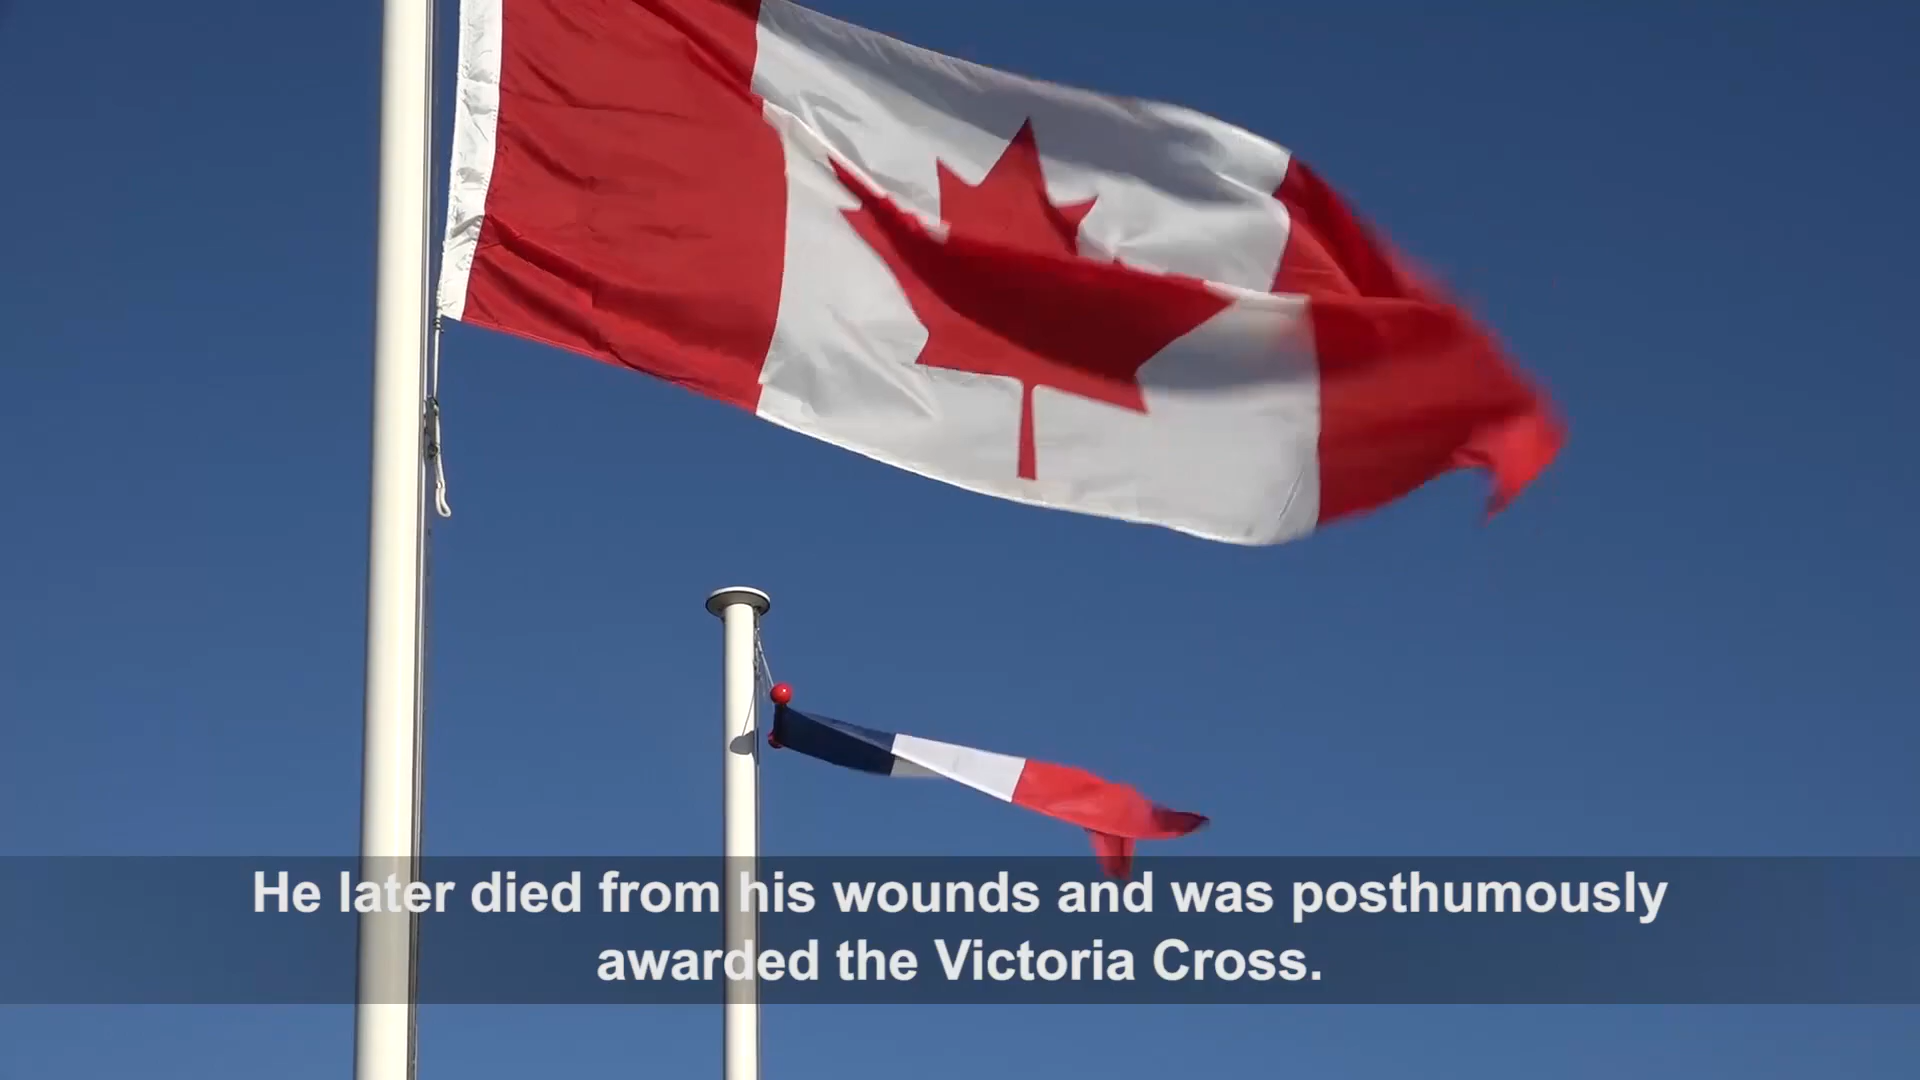 He later died from his wounds and was posthumously
awarded the Victoria Cross.